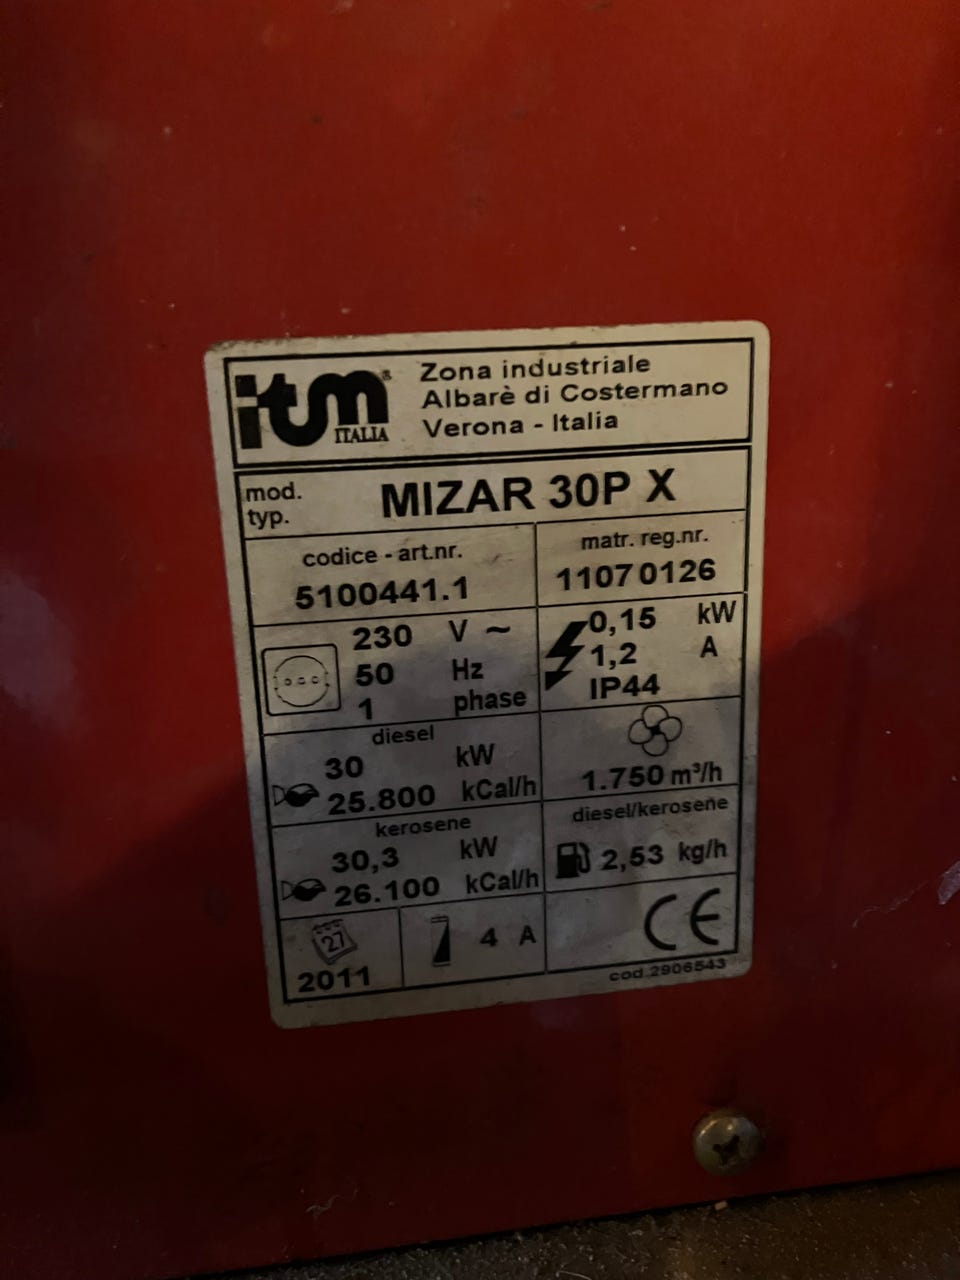 itm® ITALIA
Zona industriale
Albarè di Costermano
Verona - Italia
mod.
typ.
MIZAR 30P X
codice - art.nr.
5100441.1
matr. reg.nr.
11070126
230 V ~
50 Hz
1 phase
0,15 kW
1,2 A
IP44
diesel
30 kW
25.800 kCal/h
1.750 m³/h
kerosene
30,3 kW
26.100 kCal/h
diesel/kerosene
2,53 kg/h
27
2011
4 A
CE
cod.2906543